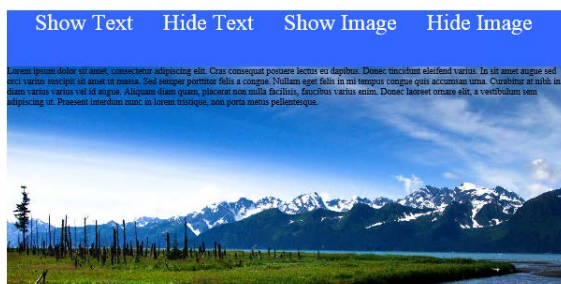 Show Text Hide Text Show Image Hide Image
Lorem ipsum dolor sit amet, consectetur adipiscing elit. Cras consequat posuere lectus eu dapibus. Donec tincidunt eleifend varius. In sit amet augue sed
orci varius suscipit sit amet ut massa. Sed semper porttitor felis a congue. Nullam eget felis in mi tempus congue quis accumsan urna. Curabitur at nibh in
diam varius varius vel id augue. Aliquam diam quam, placerat non nulla facilisis, faucibus varius enim. Donec laoreet ornare elit, a vestibulum sem
adipiscing ut. Praesent interdum nunc in lorem tristique, non porta metus pellentesque.